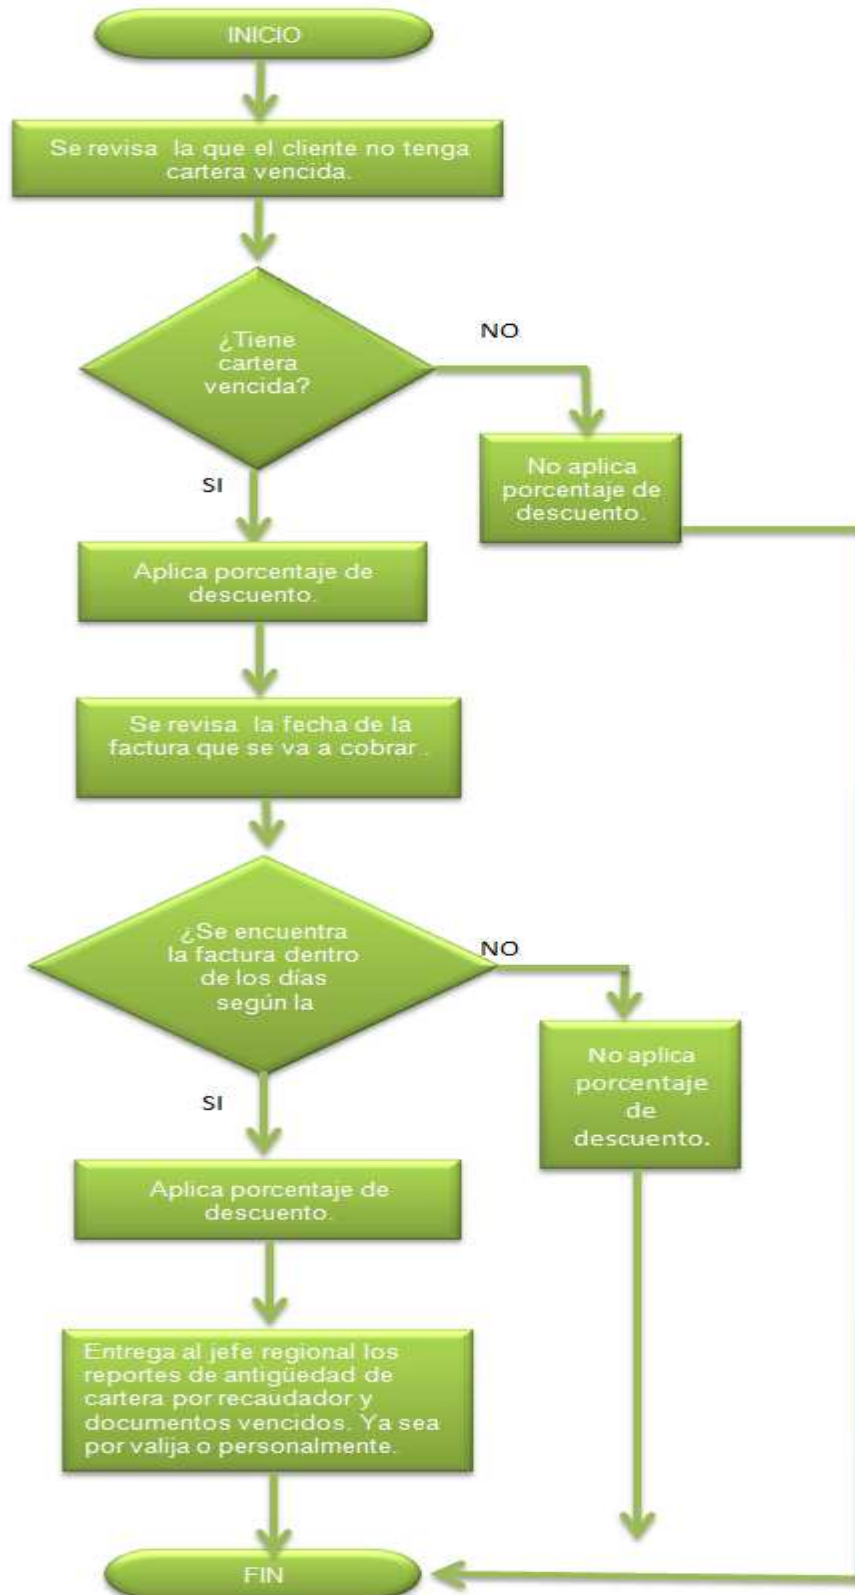 INICIO
Se revisa la que el cliente no tenga
cartera vencida.
¿Tiene
cartera
vencida?
NO
No aplica
porcentaje de
descuento.
SI
Aplica porcentaje de
descuento.
Se revisa la fecha de la
factura que se va a cobrar .
¿Se encuentra
la factura dentro
de los días
según la
NO
No aplica
porcentaje
de
descuento.
SI
Aplica porcentaje de
descuento.
Entrega al jefe regional los
reportes de antigüedad de
cartera por recaudador y
documentos vencidos. Ya sea
por valija o personalmente.
FIN